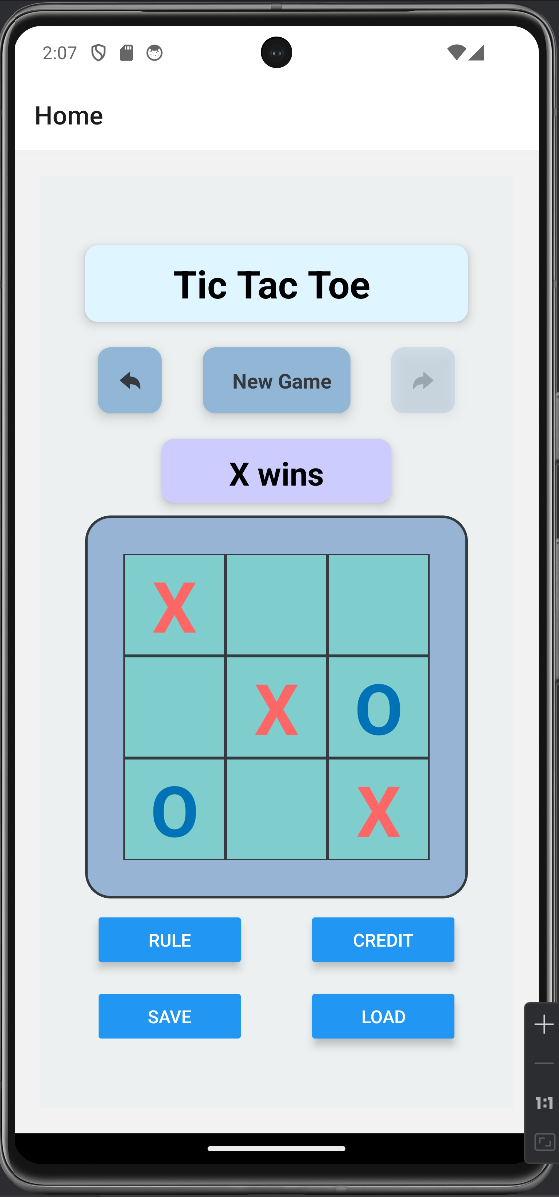 2:07
Home
Tic Tac Toe
New Game
X wins
X
X O
O X
RULE CREDIT
SAVE LOAD
1:1